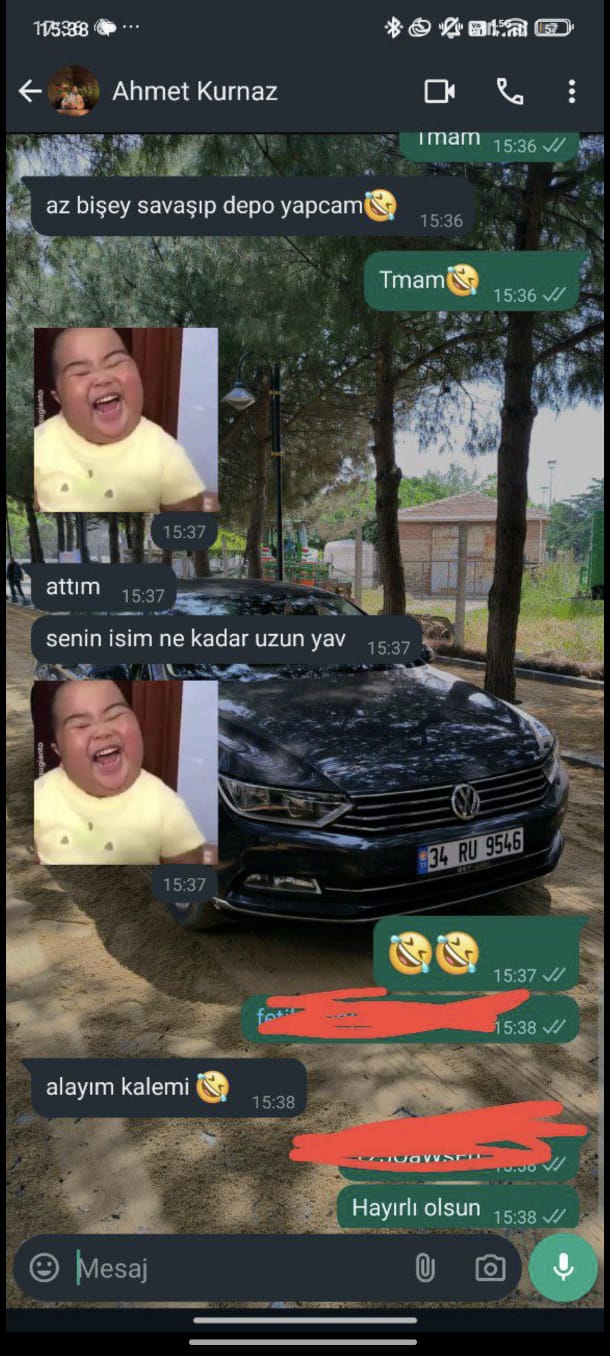 15:38
57
Ahmet Kurnaz
Tmam 15:36
az bişey savaşıp depo yapcam🤣 15:36
Tmam🤣 15:36
15:37
attım 15:37
senin isim ne kadar uzun yav 15:37
34 RU 9546
15:37
🤣🤣 15:37
15:38
alayım kalemi 🤣 15:38
Hayırlı olsun 15:38
Mesaj